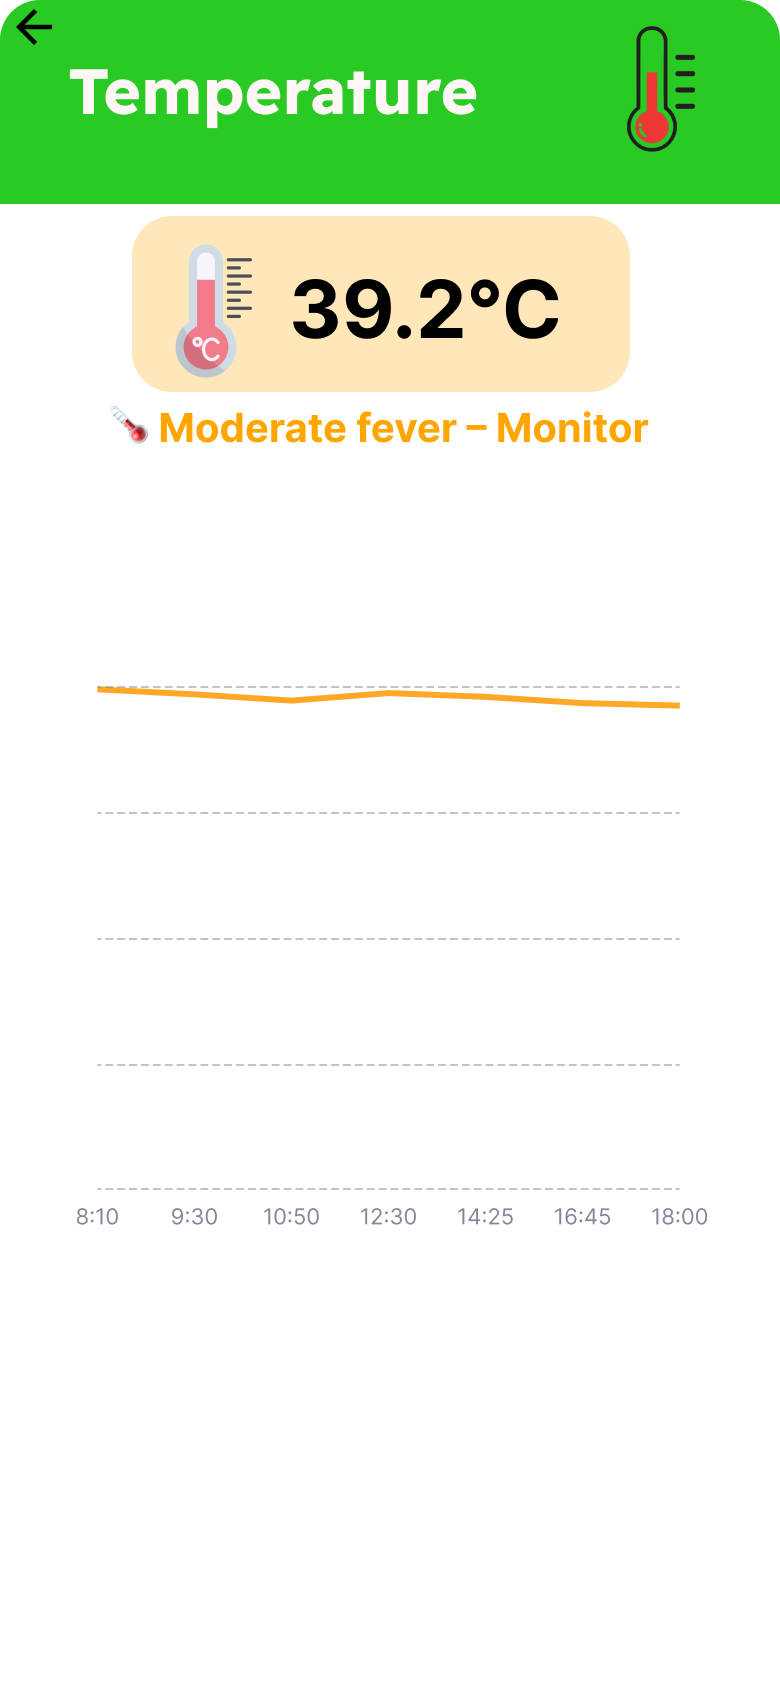 Temperature
°C
39.2°C
Moderate fever – Monitor
8:10 9:30 10:50 12:30 14:25 16:45 18:00